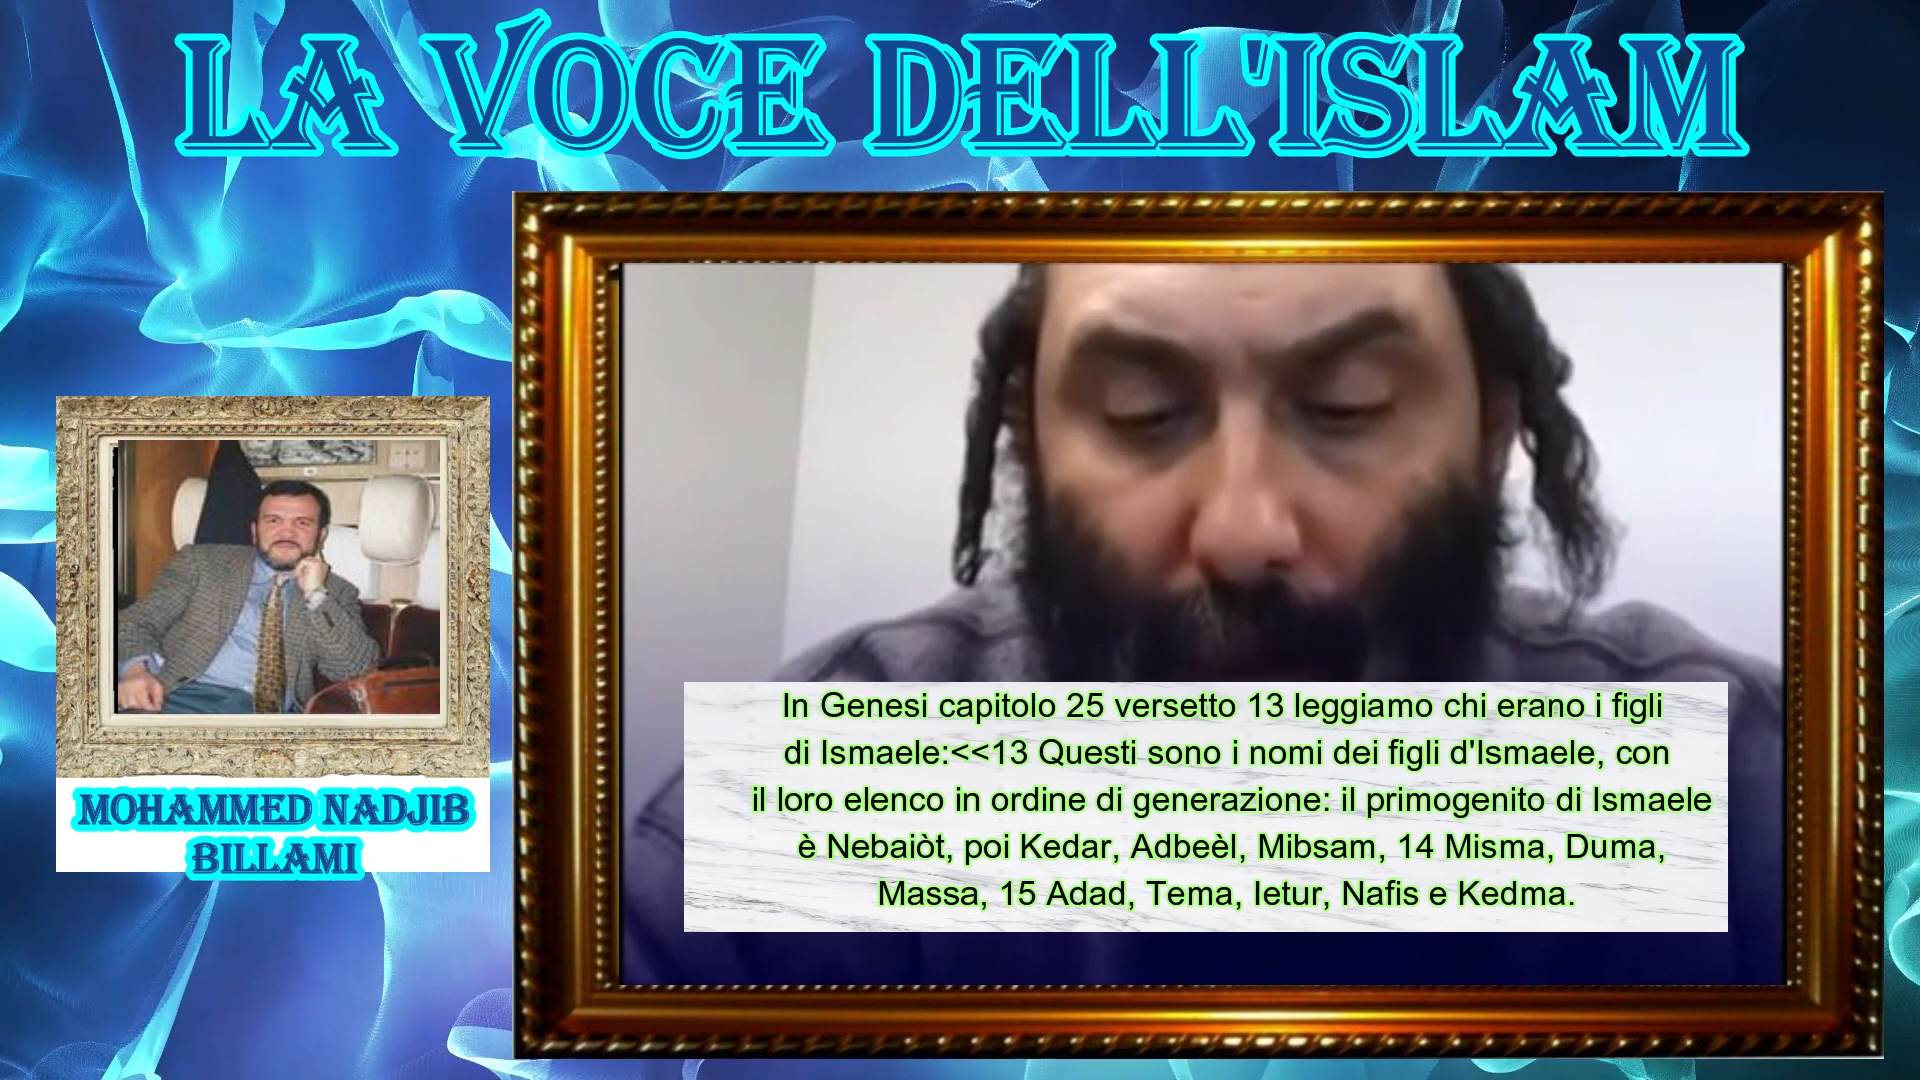 LA VOCE DELL'ISLAM
MOHAMMED NADJIB
BILLAMI
In Genesi capitolo 25 versetto 13 leggiamo chi erano i figli
di Ismaele:<<13 Questi sono i nomi dei figli d'Ismaele, con
il loro elenco in ordine di generazione: il primogenito di Ismaele
è Nebaiòt, poi Kedar, Adbeèl, Mibsam, 14 Misma, Duma,
Massa, 15 Adad, Tema, Ietur, Nafis e Kedma.